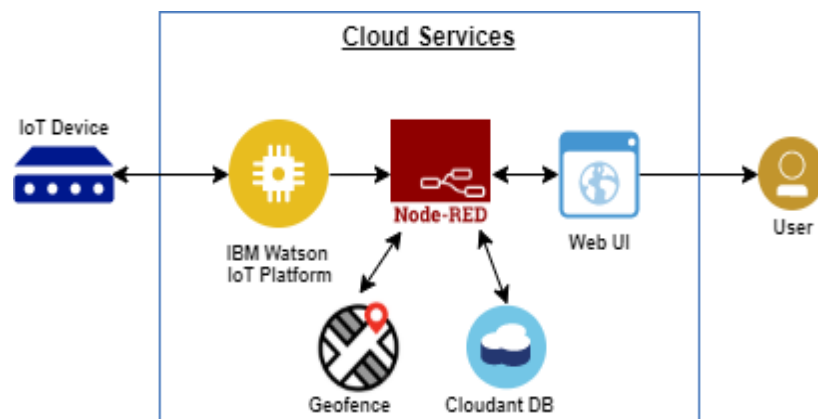 Cloud Services
IoT Device
Node-RED
IBM Watson
IoT Platform
Web UI
User
Geofence
Cloudant DB